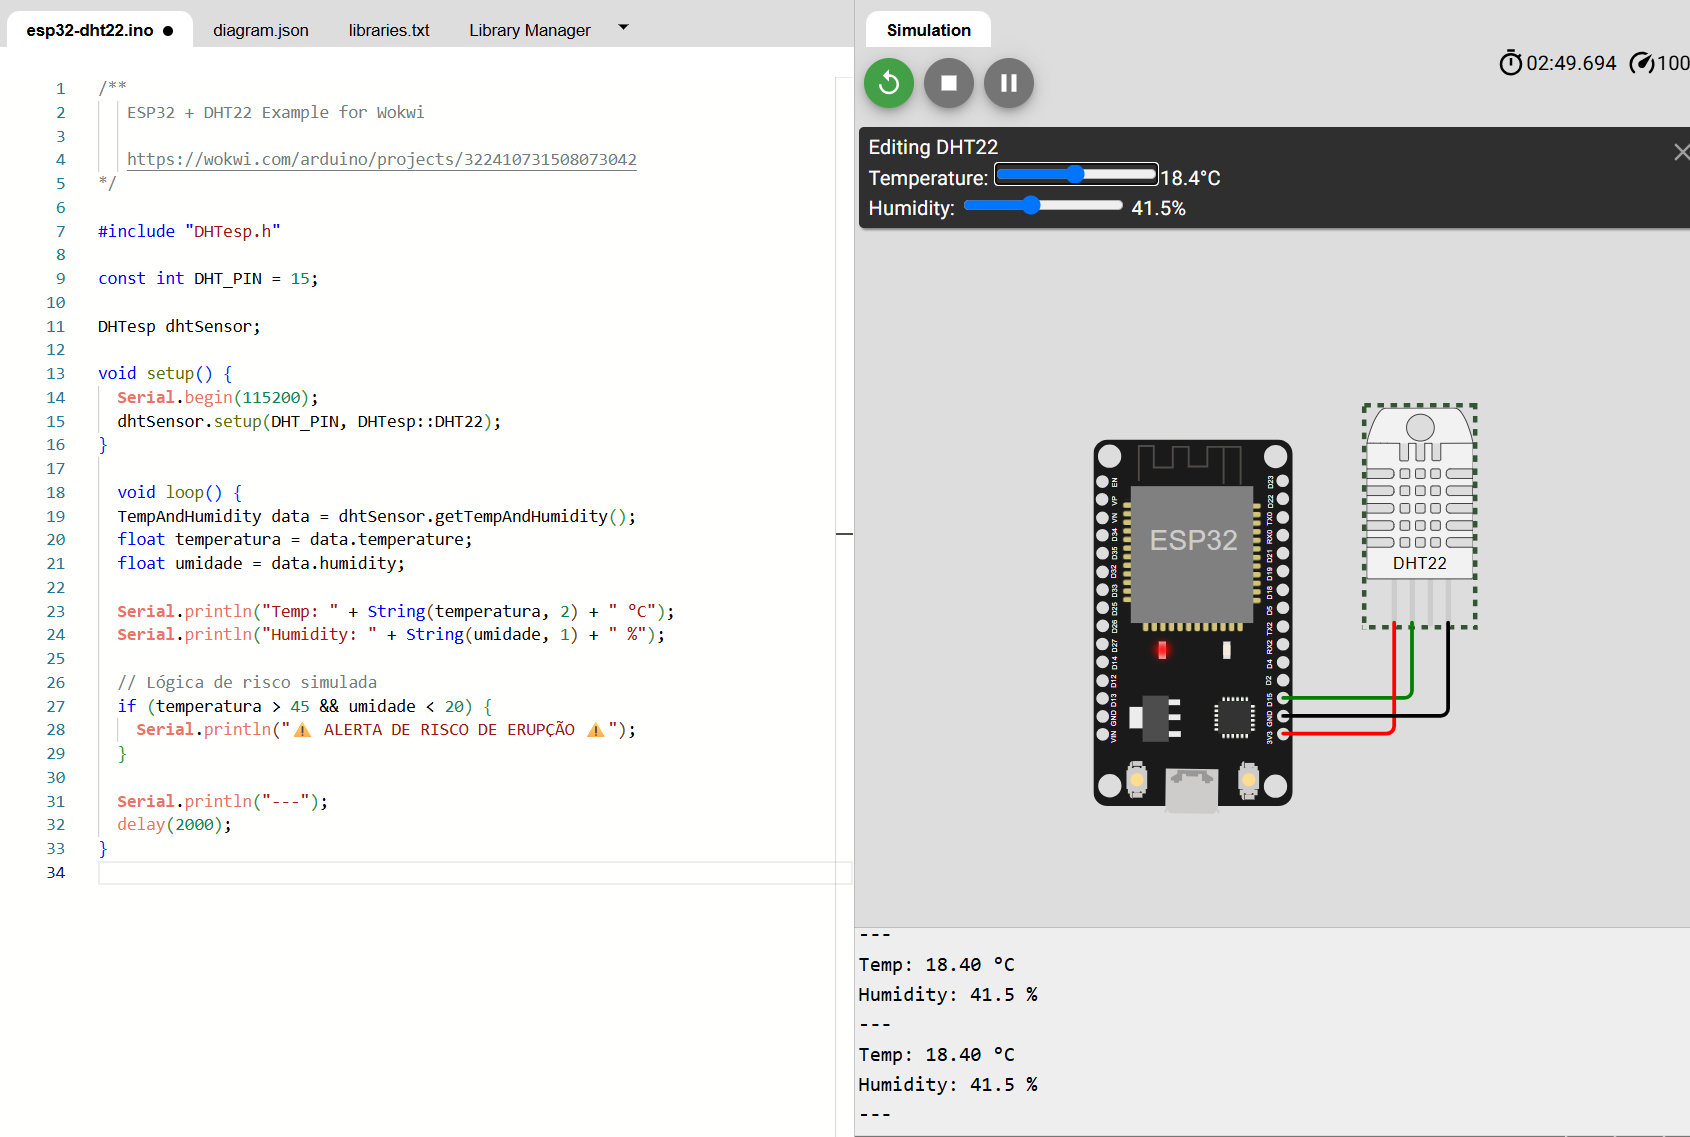 esp32-dht22.ino ●
diagram.json
libraries.txt
Library Manager
1 /**
2 ESP32 + DHT22 Example for Wokwi
3
4 https://wokwi.com/arduino/projects/322410731508073042
5 */
6
7 #include "DHTesp.h"
8
9 const int DHT_PIN = 15;
10
11 DHTesp dhtSensor;
12
13 void setup() {
14 Serial.begin(115200);
15 dhtSensor.setup(DHT_PIN, DHTesp::DHT22);
16 }
17
18 void loop() {
19 TempAndHumidity data = dhtSensor.getTempAndHumidity();
20 float temperatura = data.temperature;
21 float umidade = data.humidity;
22
23 Serial.println("Temp: " + String(temperatura, 2) + " °C");
24 Serial.println("Humidity: " + String(umidade, 1) + " %");
25
26 // Lógica de risco simulada
27 if (temperatura > 45 && umidade < 20) {
28 Serial.println("⚠️ ALERTA DE RISCO DE ERUPÇÃO ⚠️");
29 }
30
31 Serial.println("---");
32 delay(2000);
33 }
34
Simulation
02:49.694
100
Editing DHT22
Temperature: 18.4°C
Humidity: 41.5%
ESP32
EN
VP
VN
D34
D35
D32
D33
D25
D26
D27
D14
D12
D13
GND
VIN
D23
D22
TX0
RX0
D21
D19
D18
D5
TX2
RX2
D4
D2
D15
GND
3V3
DHT22
---
Temp: 18.40 °C
Humidity: 41.5 %
---
Temp: 18.40 °C
Humidity: 41.5 %
---